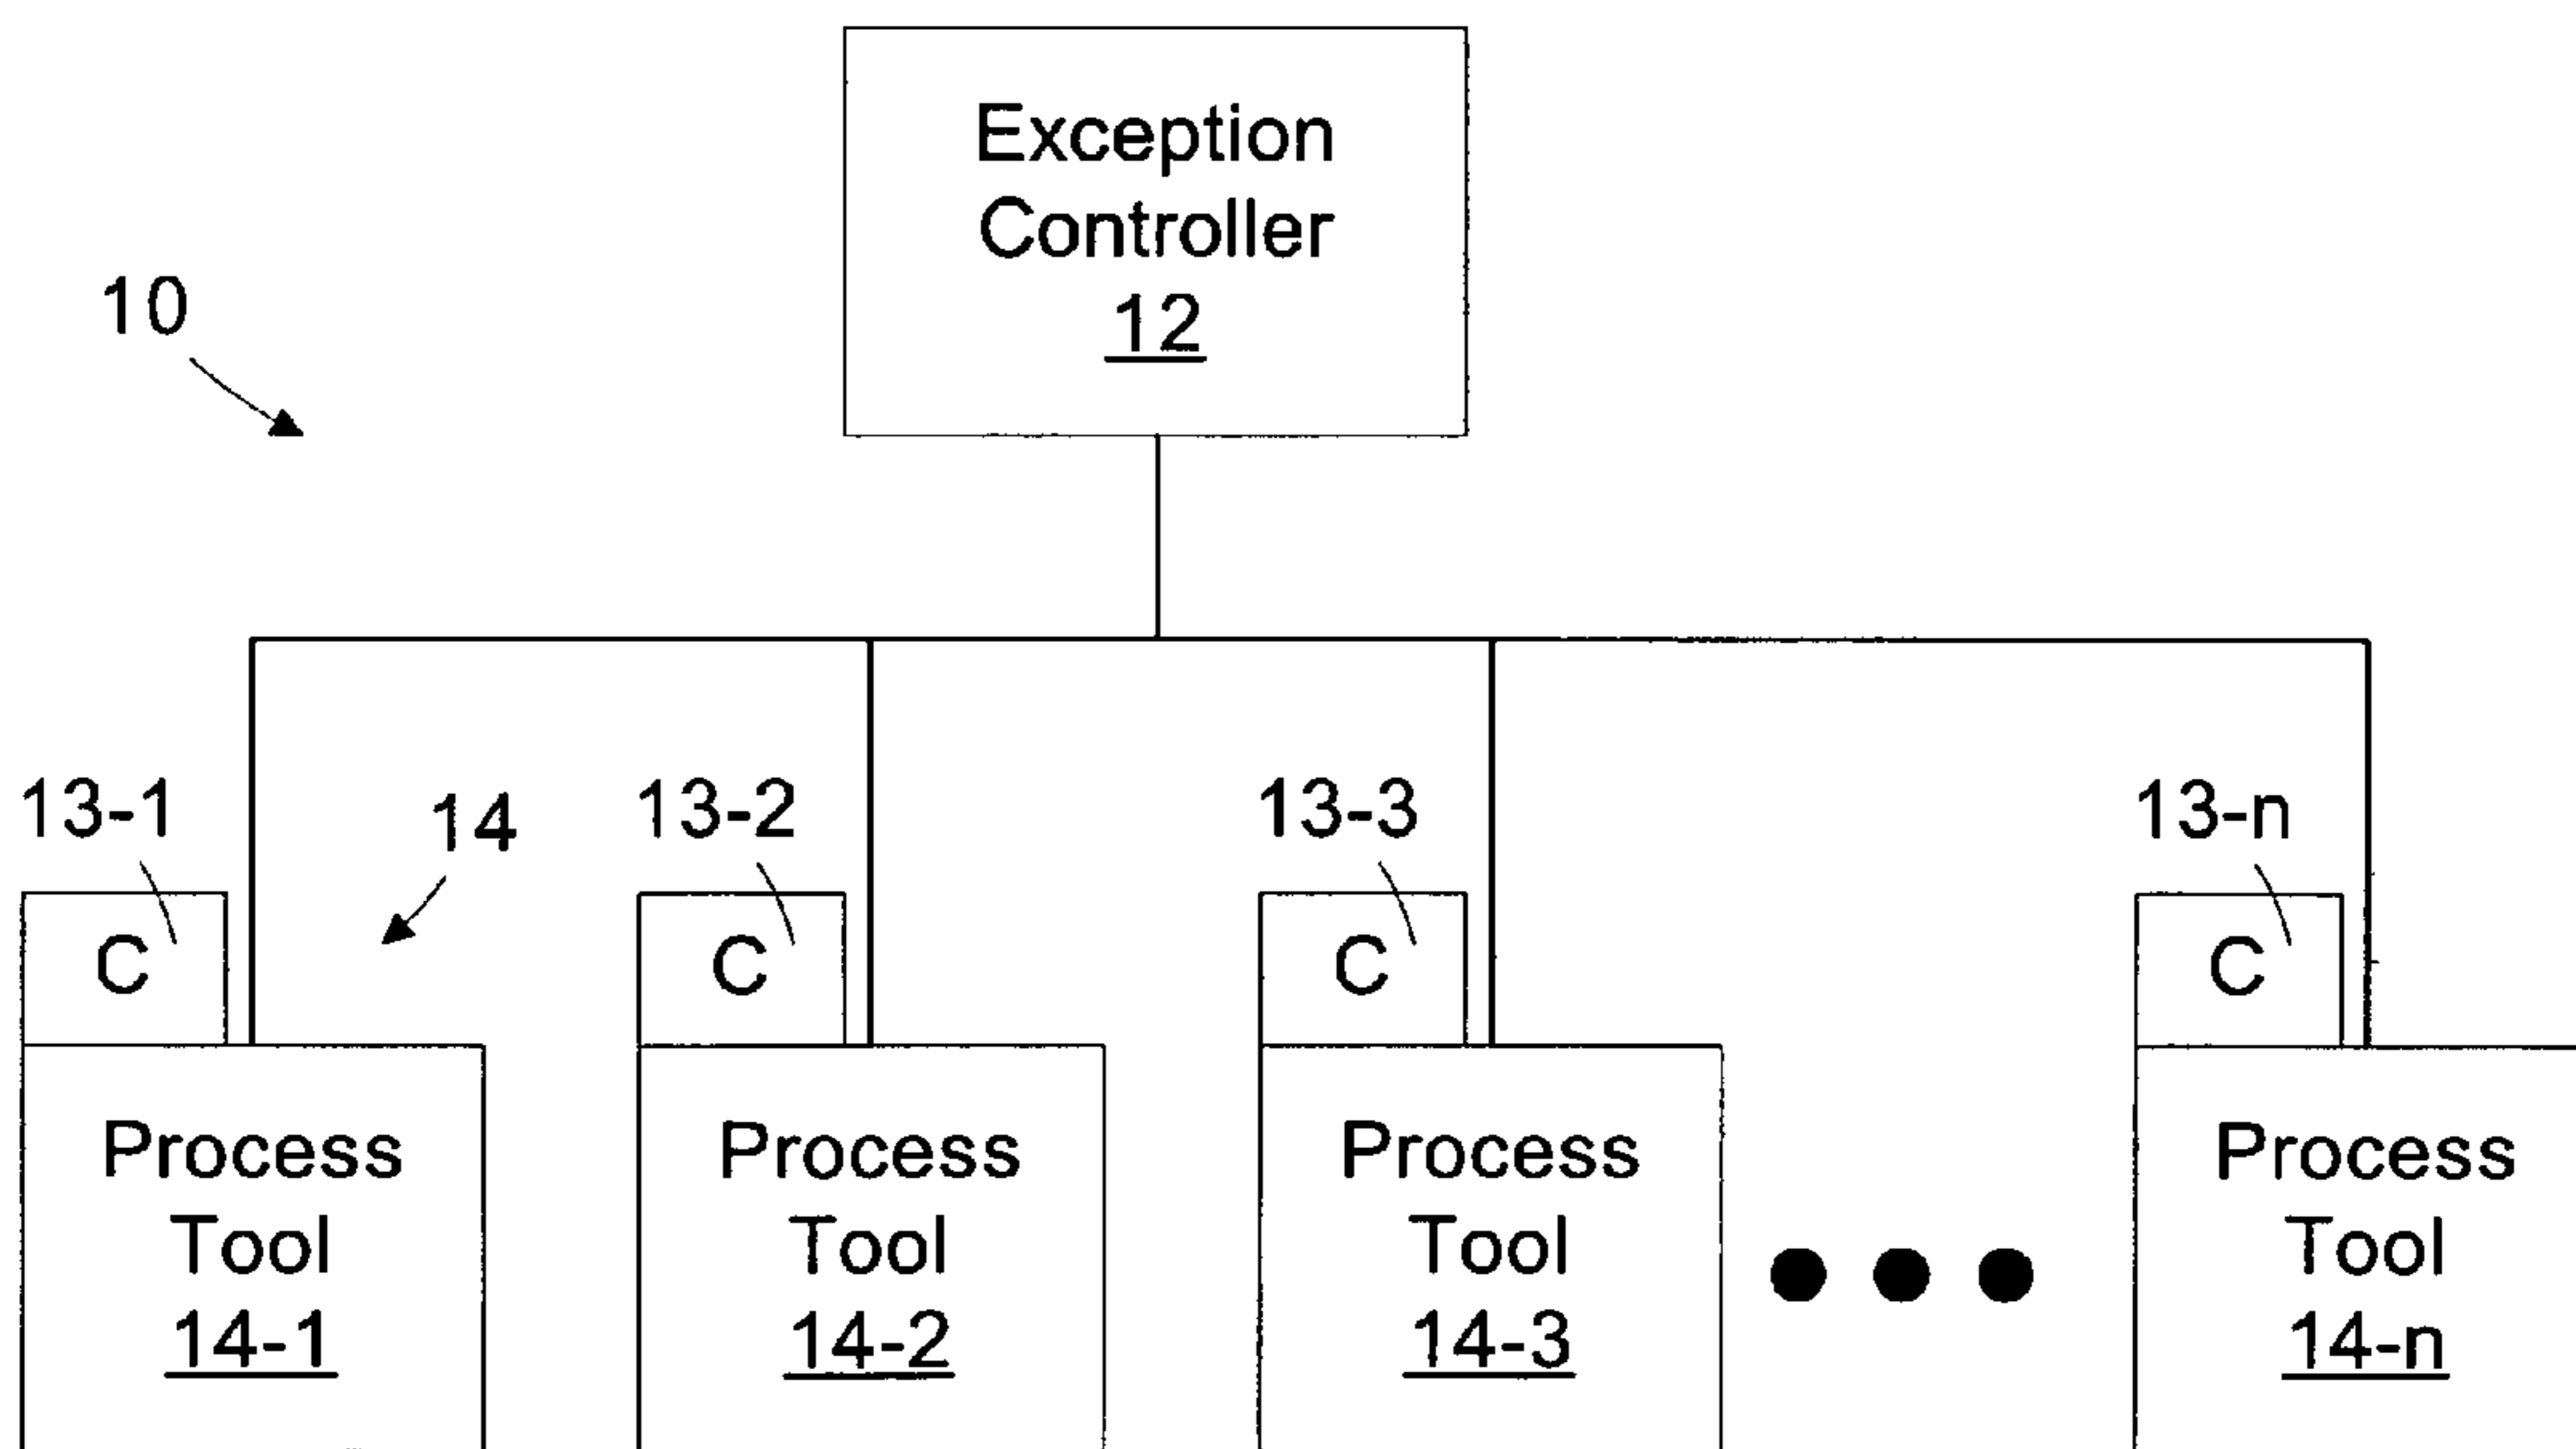 Exception
Controller
12
10
13-1
14
13-2
13-3
13-n
C
C
C
C
Process
Tool
14-1
Process
Tool
14-2
Process
Tool
14-3
Process
Tool
14-n